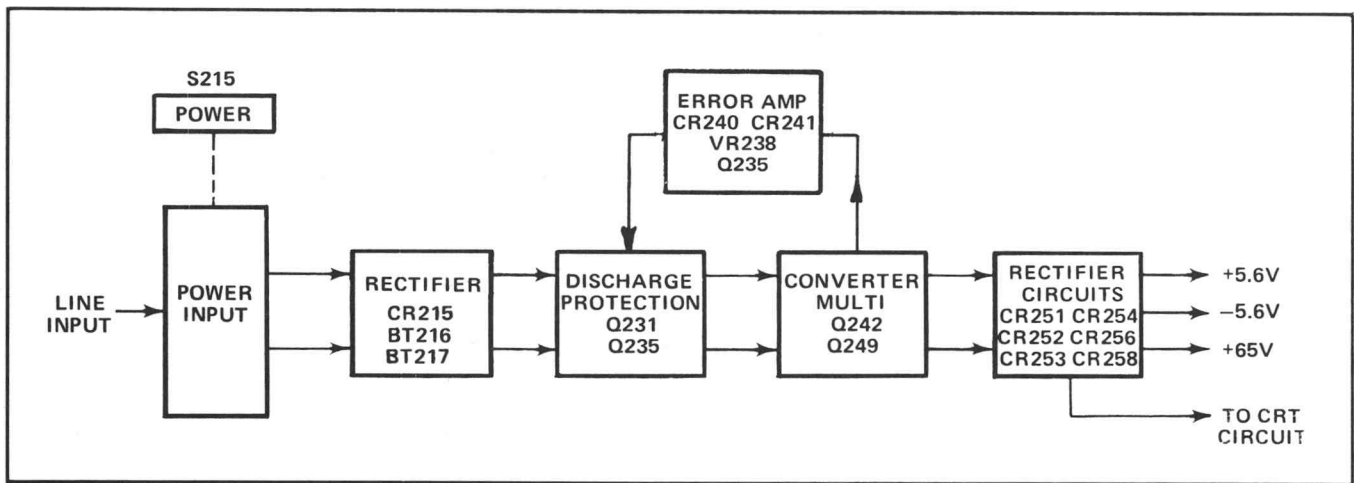 S215
POWER
LINE
INPUT
POWER
INPUT
RECTIFIER
CR215
BT216
BT217
DISCHARGE
PROTECTION
Q231
Q235
ERROR AMP
CR240 CR241
VR238
Q235
CONVERTER
MULTI
Q242
Q249
RECTIFIER
CIRCUITS
CR251 CR254
CR252 CR256
CR253 CR258
+5.6V
−5.6V
+65V
TO CRT
CIRCUIT